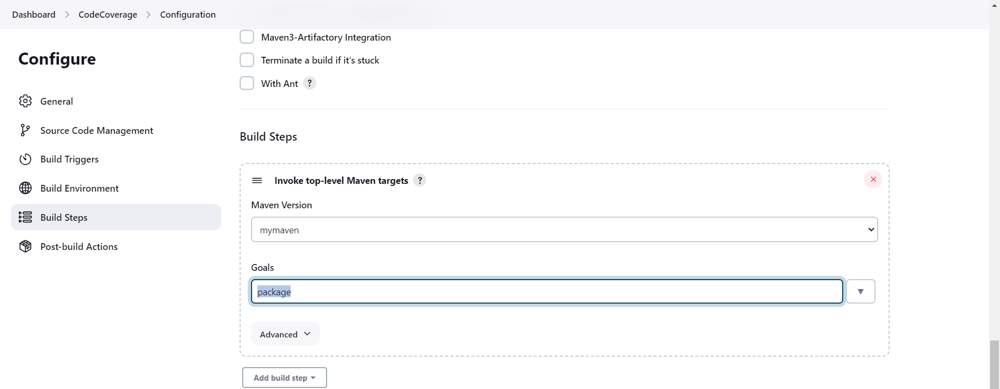 Dashboard > CodeCoverage > Configuration
Configure
General
Source Code Management
Build Triggers
Build Environment
Build Steps
Post-build Actions
Maven3-Artifactory Integration
Terminate a build if it's stuck
With Ant ?
Build Steps
Invoke top-level Maven targets ?
Maven Version
mymaven
Goals
package
Advanced
Add build step